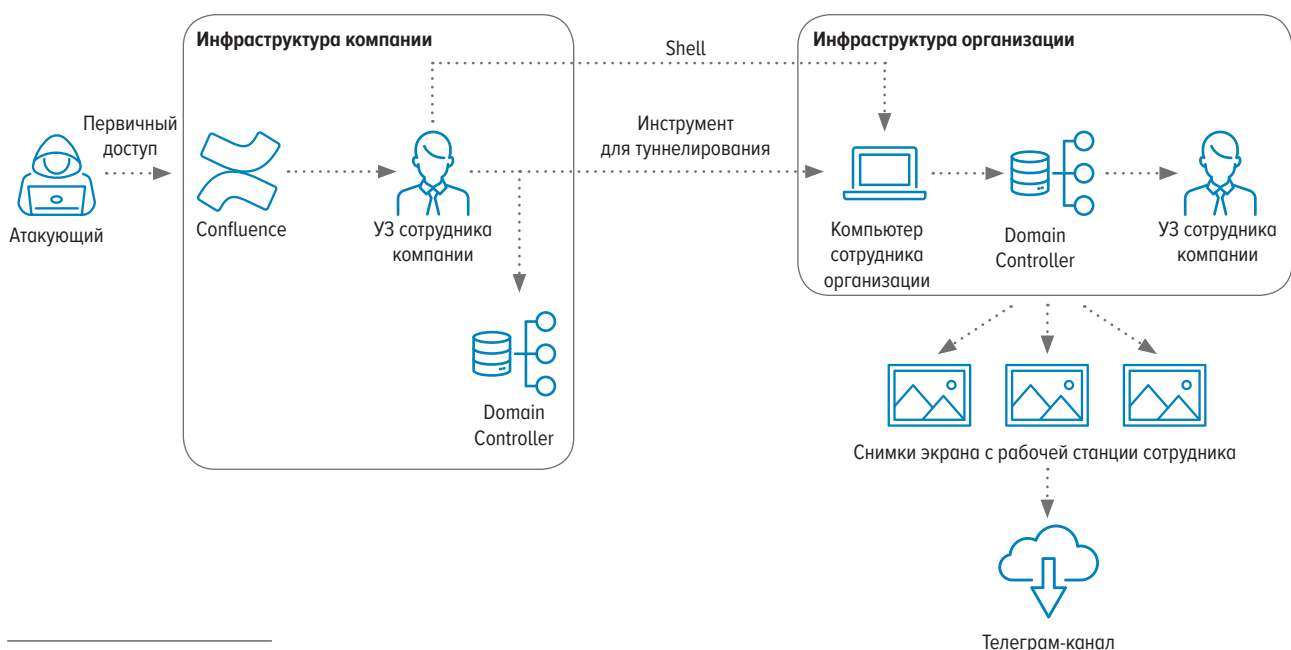 Инфраструктура компании
Shell
Инфраструктура организации
Первичный
доступ
Инструмент
для туннелирования
Атакующий
Confluence
УЗ сотрудника
компании
Компьютер
сотрудника
организации
Domain
Controller
УЗ сотрудника
компании
Domain
Controller
Снимки экрана с рабочей станции сотрудника
Телеграм-канал